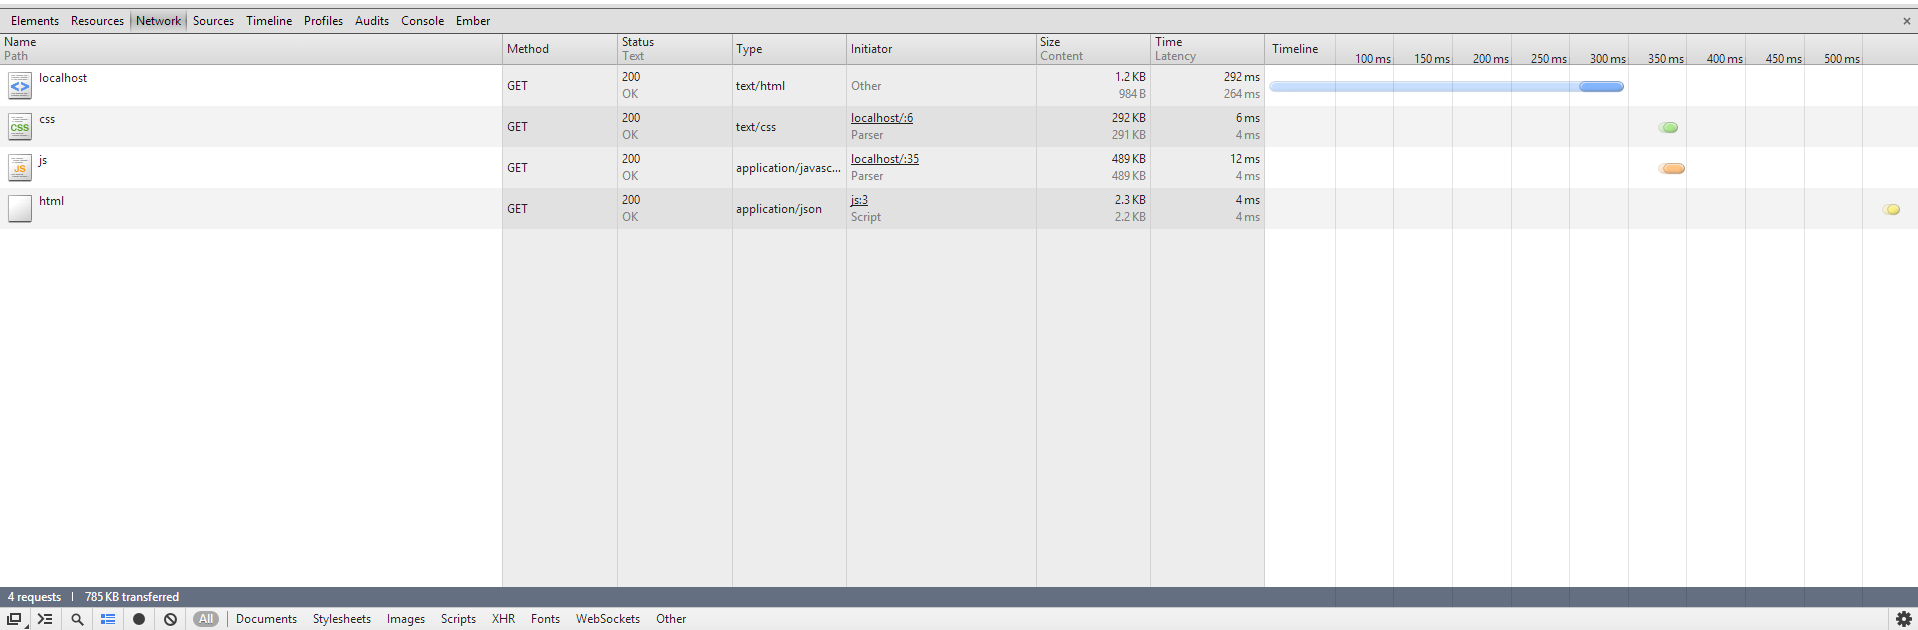 Elements Resources Network Sources Timeline Profiles Audits Console Ember ×
Name Method Status Type Initiator Size Time Timeline
Path Text Content Latency 100 ms 150 ms 200 ms 250 ms 300 ms 350 ms 400 ms 450 ms 500 ms
localhost GET 200 text/html Other 1.2 KB 292 ms
OK 984 B 264 ms
css GET 200 text/css localhost/:6 292 KB 6 ms
CSS OK Parser 291 KB 4 ms
js GET 200 application/javasc... localhost/:35 489 KB 12 ms
JS OK Parser 489 KB 4 ms
html GET 200 application/json js:3 2.3 KB 4 ms
OK Script 2.2 KB 4 ms
4 requests | 785 KB transferred
All Documents Stylesheets Images Scripts XHR Fonts WebSockets Other